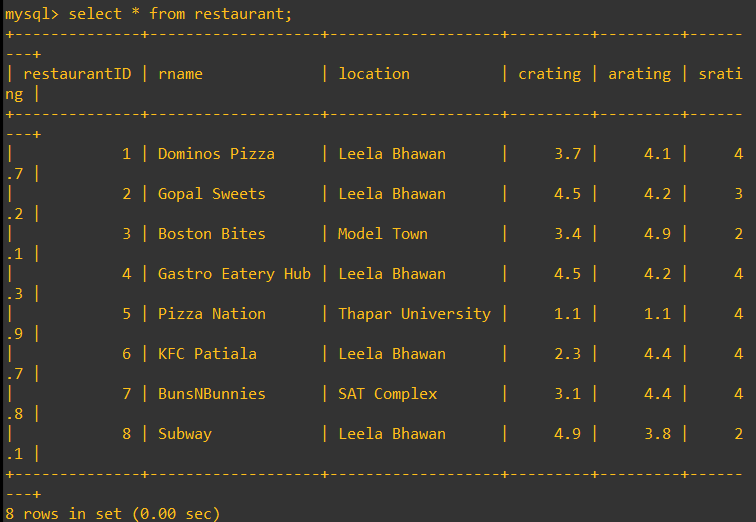 mysql> select * from restaurant;
+--------------+-------------------+-------------------+---------+---------+------
---+
| restaurantID | rname             | location          | crating | arating | srati
ng |
+--------------+-------------------+-------------------+---------+---------+------
---+
|            1 | Dominos Pizza     | Leela Bhawan      |     3.7 |     4.1 |     4
.7 |
|            2 | Gopal Sweets      | Leela Bhawan      |     4.5 |     4.2 |     3
.2 |
|            3 | Boston Bites      | Model Town        |     3.4 |     4.9 |     2
.1 |
|            4 | Gastro Eatery Hub | Leela Bhawan      |     4.5 |     4.2 |     4
.3 |
|            5 | Pizza Nation      | Thapar University |     1.1 |     1.1 |     4
.9 |
|            6 | KFC Patiala       | Leela Bhawan      |     2.3 |     4.4 |     4
.7 |
|            7 | BunsNBunnies      | SAT Complex       |     3.1 |     4.4 |     4
.8 |
|            8 | Subway            | Leela Bhawan      |     4.9 |     3.8 |     2
.1 |
+--------------+-------------------+-------------------+---------+---------+------
---+
8 rows in set (0.00 sec)